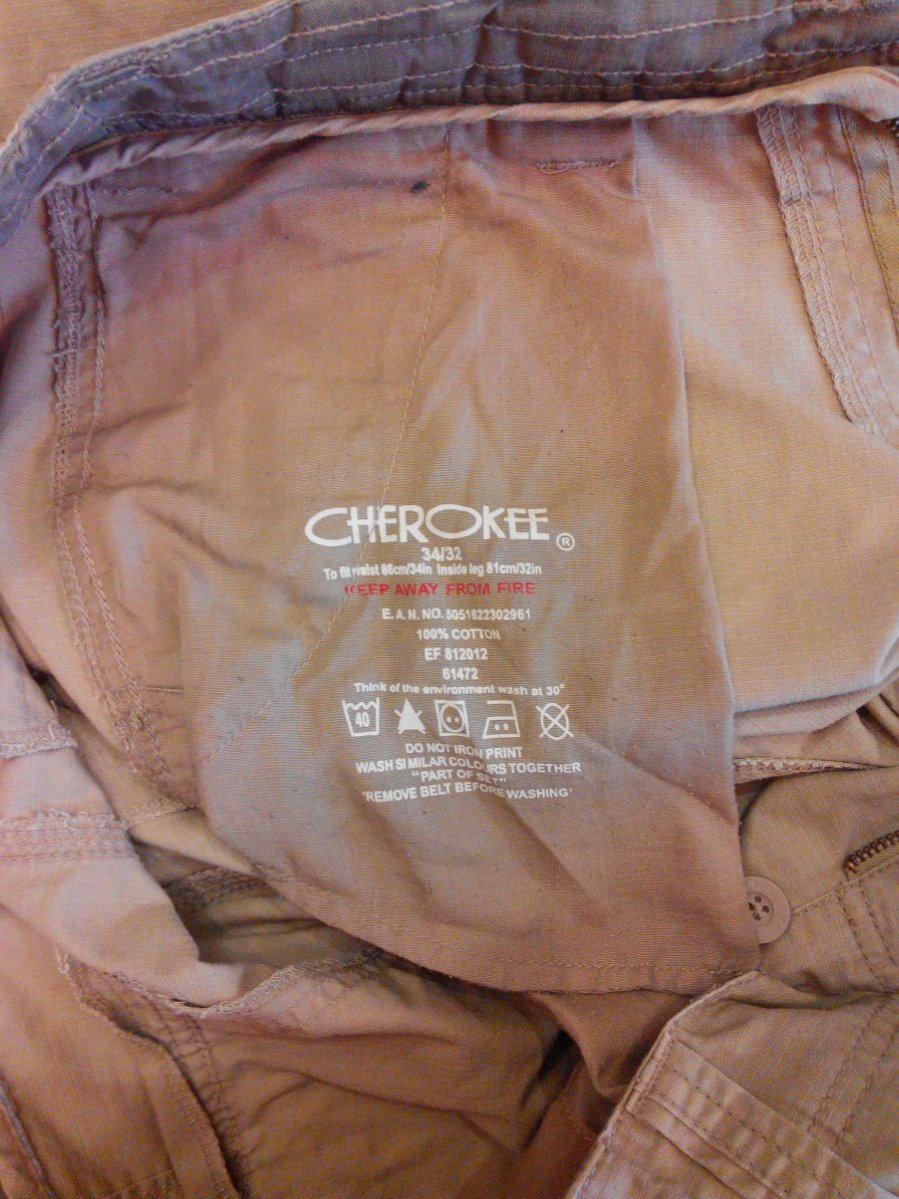 CHEROKEE ®
34/32
To fit waist 86cm/34in Inside leg 81cm/32in
KEEP AWAY FROM FIRE
E.A.N. NO. 5051622302961
100% COTTON
EF 812012
61472
Think of the environment wash at 30°
40
DO NOT IRON PRINT
WASH SIMILAR COLOURS TOGETHER
"PART OF SET"
'REMOVE BELT BEFORE WASHING'